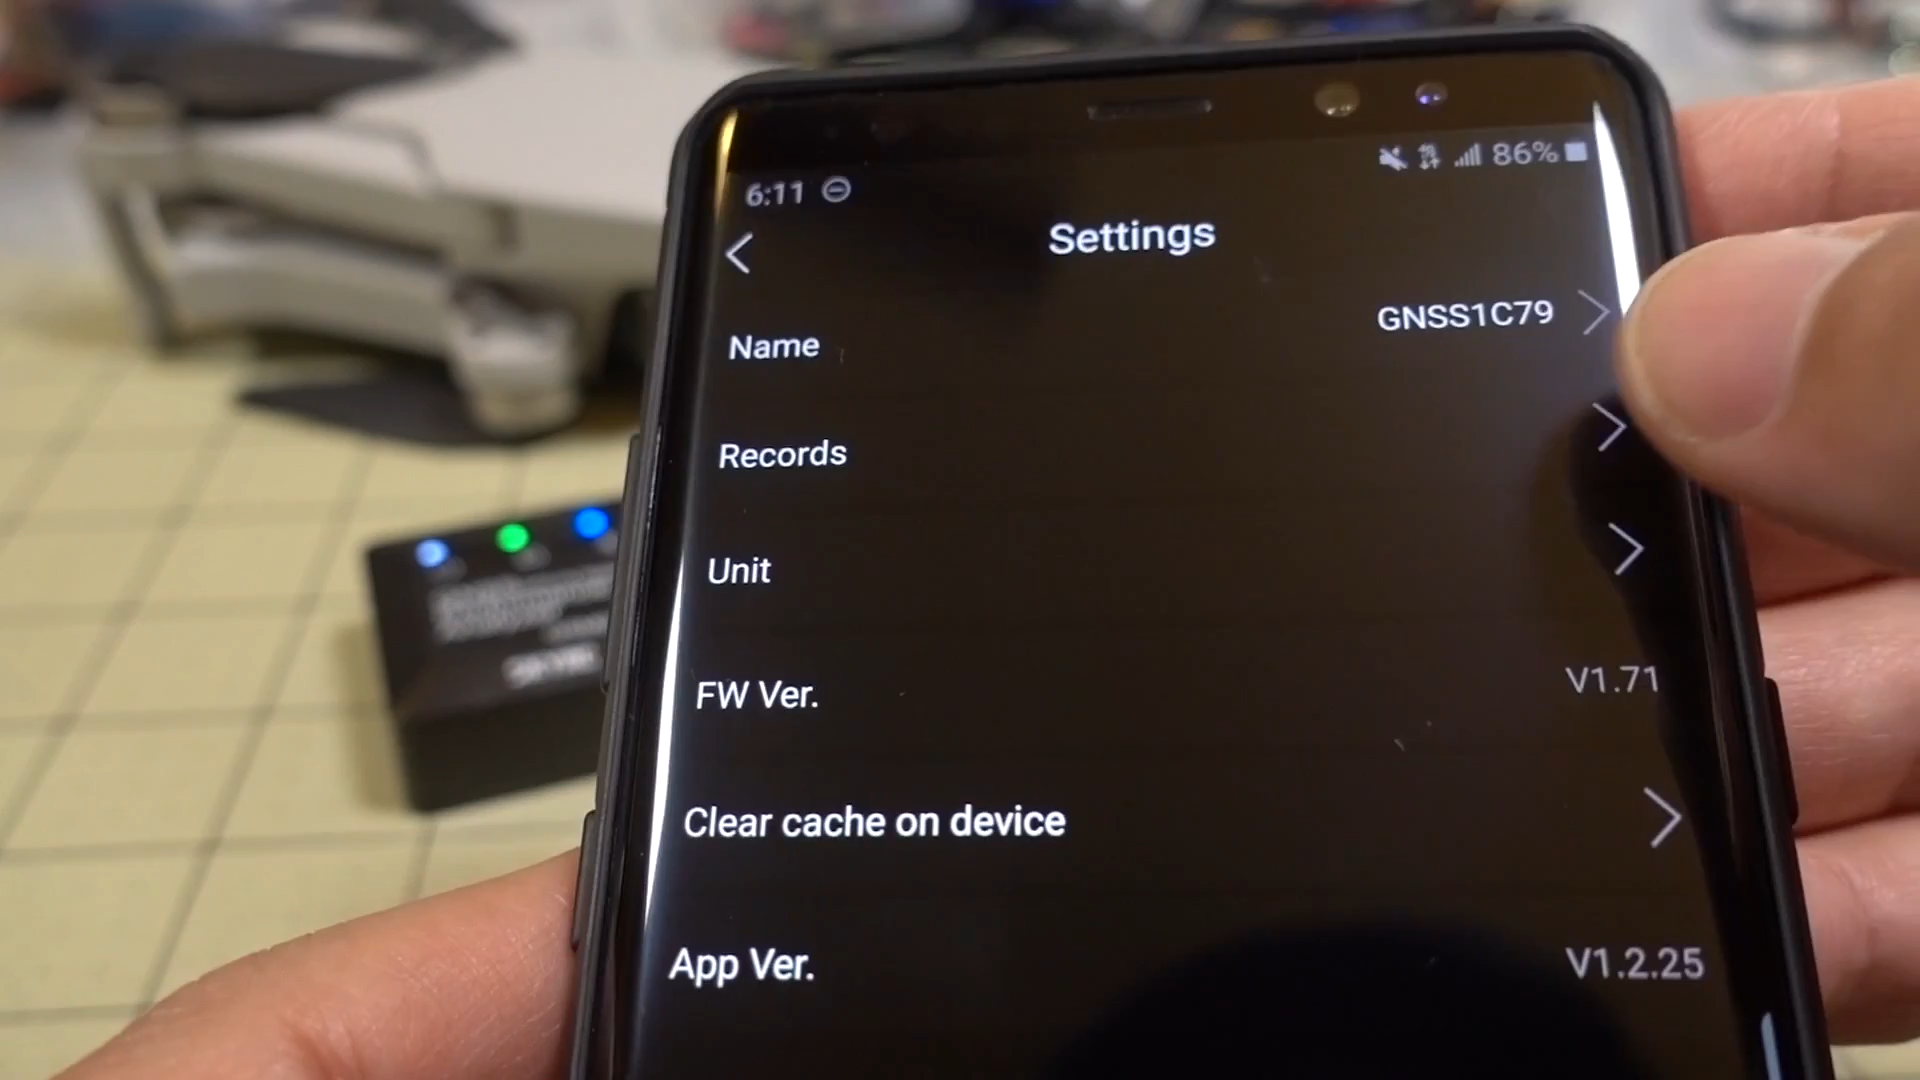 6:11
86%
Settings
Name
GNSS1C79
Records
Unit
FW Ver.
V1.71
Clear cache on device
App Ver.
V1.2.25